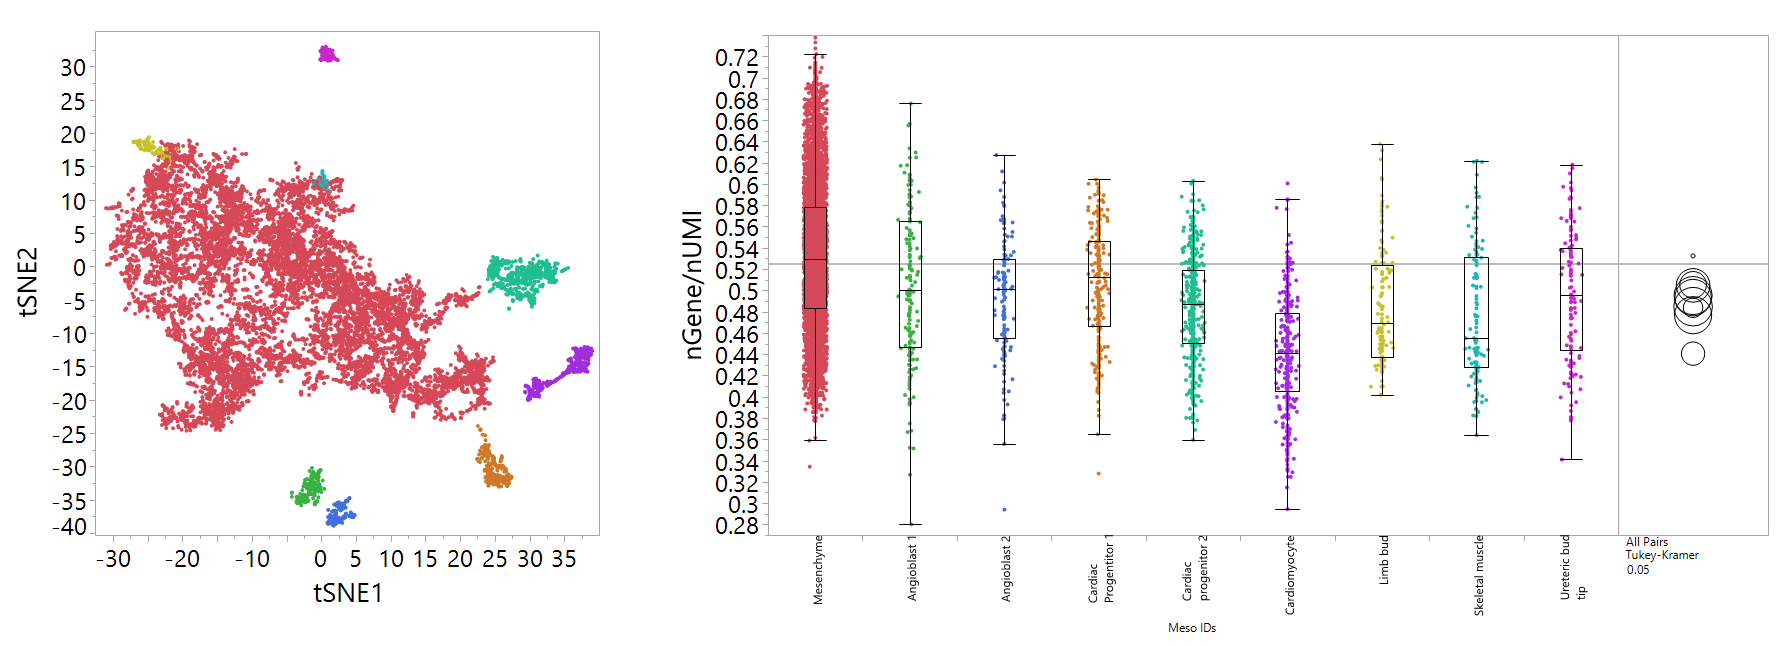 30
25
20
15
10
5
0
-5
-10
-15
-20
-25
-30
-35
-40
tSNE2
-30
-20
-10
0
5
10
15
20
25
30
35
tSNE1
0.72
0.7
0.68
0.66
0.64
0.62
0.6
0.58
0.56
0.54
0.52
0.5
0.48
0.46
0.44
0.42
0.4
0.38
0.36
0.34
0.32
0.3
0.28
nGene/nUMI
Mesenchyme
Angioblast 1
Angioblast 2
Cardiac
Progentitor 1
Cardiac
progenitor 2
Cardiomyocyte
Limb bud
Skeletal muscle
Ureteric bud
tip
Meso IDs
All Pairs
Tukey-Kramer
0.05